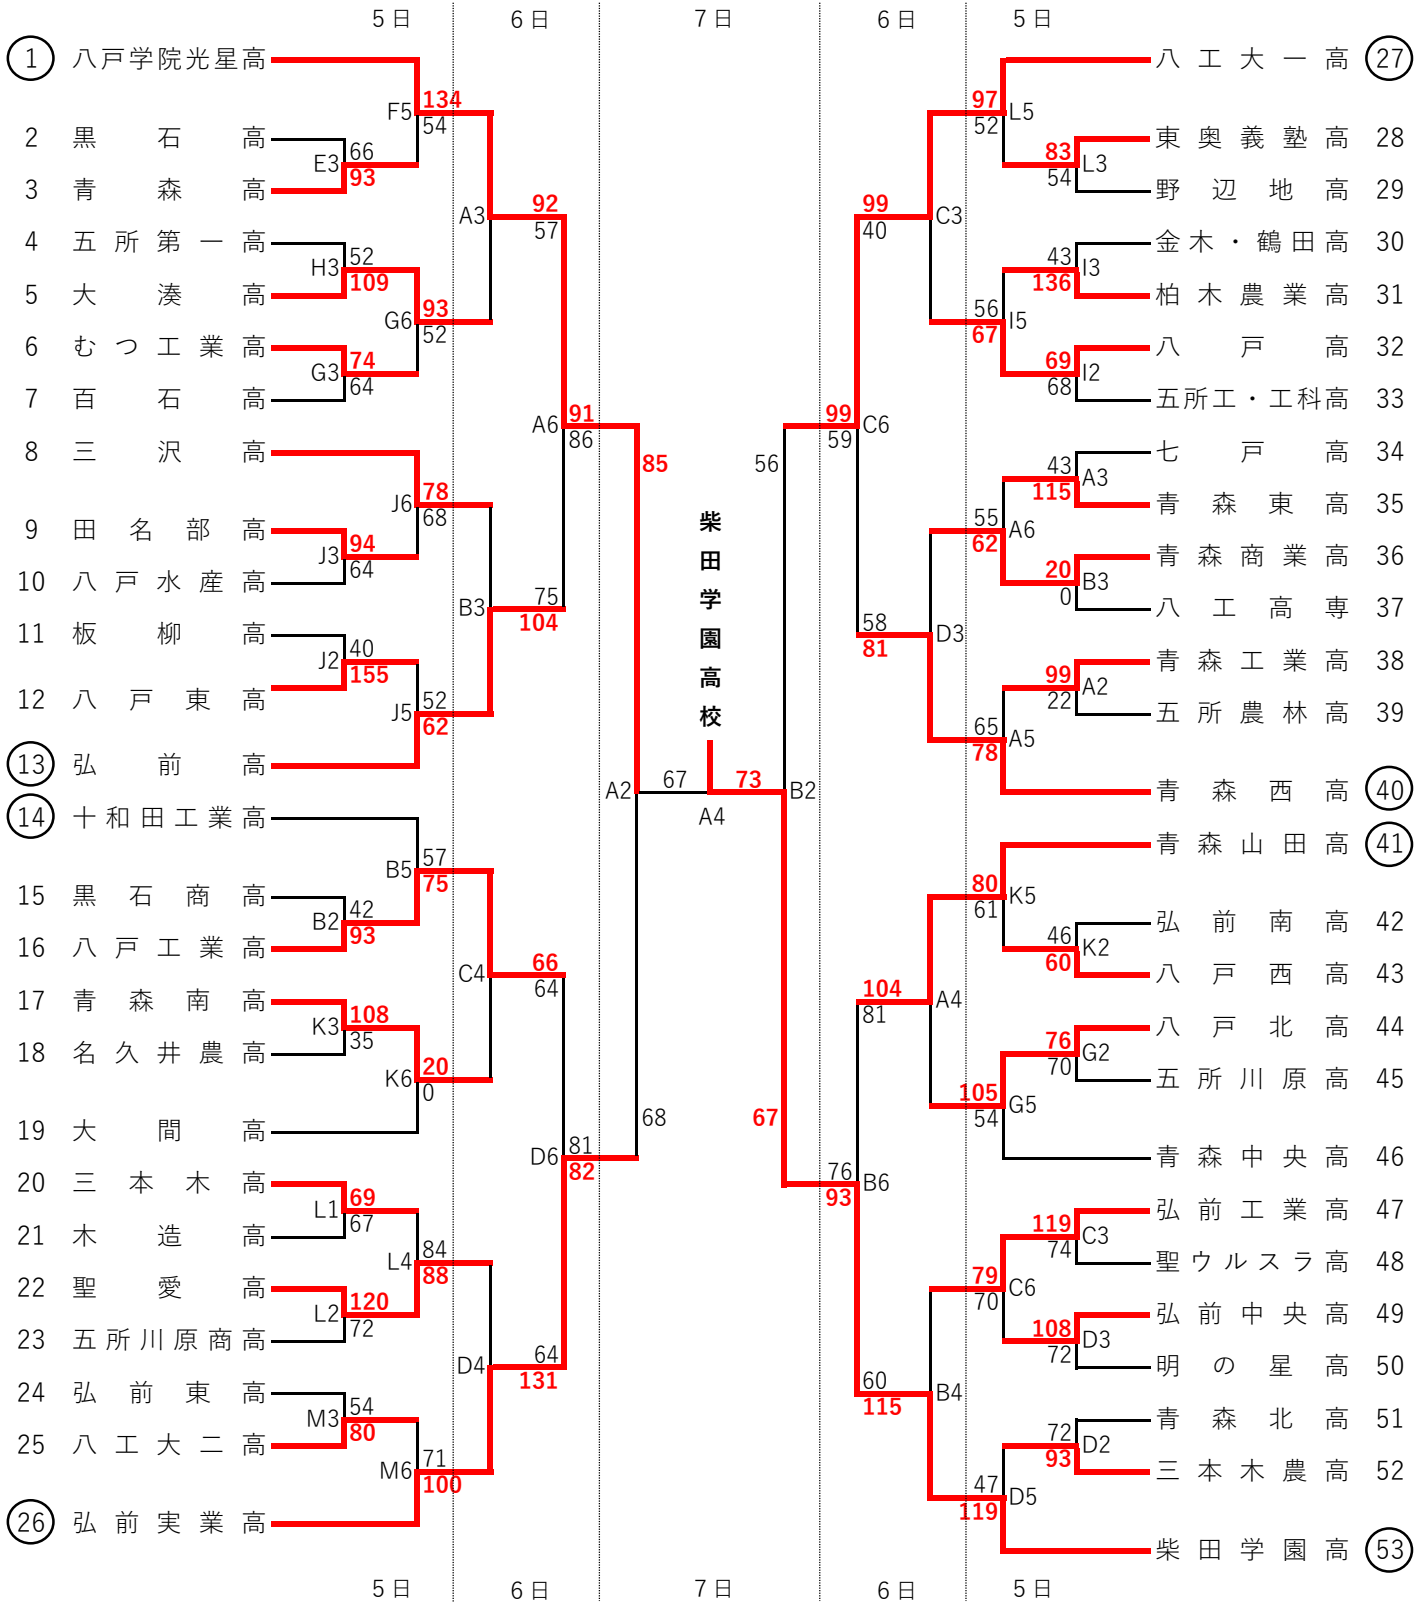 5日 6日 7日 6日 5日
1 八戸学院光星高
2 黒石高
3 青森高
4 五所第一高
5 大湊高
6 むつ工業高
7 百石高
8 三沢高
9 田名部高
10 八戸水産高
11 板柳高
12 八戸東高
13 弘前高
14 十和田工業高
15 黒石商高
16 八戸工業高
17 青森南高
18 名久井農高
19 大間高
20 三本木高
21 木造高
22 聖愛高
23 五所川原商高
24 弘前東高
25 八工大二高
26 弘前実業高
F5 134 54
E3 66 93
H3 52 109
G6 93 52
G3 74 64
J6 78 68
J3 94 64
J2 40 155
J5 52 62
B5 57 75
B2 42 93
K3 108 35
K6 20 0
L1 69 67
L4 84 88
L2 120 72
M3 54 80
M6 71 100
A3 92 57
B3 75 104
C4 66 64
D4 64 131
A6 91 86
D6 81 82
A2 85 68
柴田学園高校
67 73
A4
B2 56 67
C6 99 59
B6 76 93
C3 99 40
D3 58 81
A4 104 81
B4 60 115
97 52 L5
83 54 L3
43 136 I3
56 67 I5
69 68 I2
43 115 A3
55 62 A6
20 0 B3
99 22 A2
65 78 A5
80 61 K5
46 60 K2
76 70 G2
105 54 G5
119 74 C3
79 70 C6
108 72 D3
72 93 D2
47 119 D5
八工大一高 27
東奥義塾高 28
野辺地高 29
金木・鶴田高 30
柏木農業高 31
八戸高 32
五所工・工科高 33
七戸高 34
青森東高 35
青森商業高 36
八工高専 37
青森工業高 38
五所農林高 39
青森西高 40
青森山田高 41
弘前南高 42
八戸西高 43
八戸北高 44
五所川原高 45
青森中央高 46
弘前工業高 47
聖ウルスラ高 48
弘前中央高 49
明の星高 50
青森北高 51
三本木農高 52
柴田学園高 53
5日 6日 7日 6日 5日